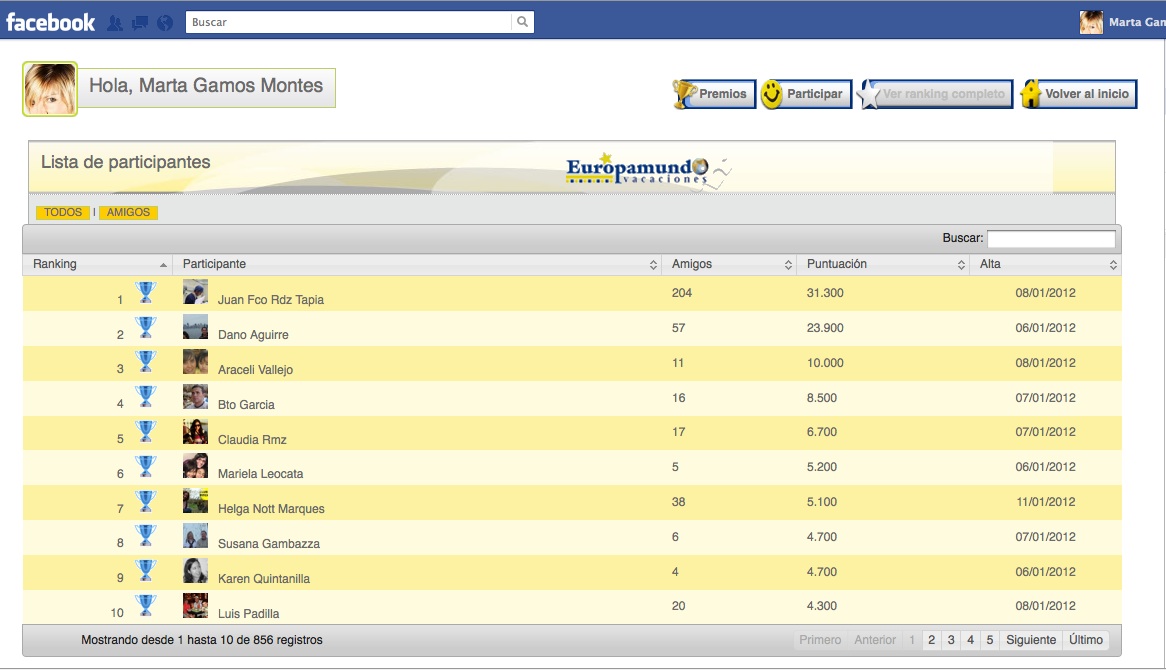 facebook Buscar Marta Gam
Hola, Marta Gamos Montes
Premios Participar Ver ranking completo Volver al inicio
Lista de participantes
Europamundo
vacaciones
TODOS | AMIGOS
Buscar:
Ranking Participante Amigos Puntuación Alta
1 Juan Fco Rdz Tapia 204 31.300 08/01/2012
2 Dano Aguirre 57 23.900 06/01/2012
3 Araceli Vallejo 11 10.000 08/01/2012
4 Bto Garcia 16 8.500 07/01/2012
5 Claudia Rmz 17 6.700 07/01/2012
6 Mariela Leocata 5 5.200 06/01/2012
7 Helga Nott Marques 38 5.100 11/01/2012
8 Susana Gambazza 6 4.700 07/01/2012
9 Karen Quintanilla 4 4.700 06/01/2012
10 Luis Padilla 20 4.300 08/01/2012
Mostrando desde 1 hasta 10 de 856 registros Primero Anterior 1 2 3 4 5 Siguiente Último